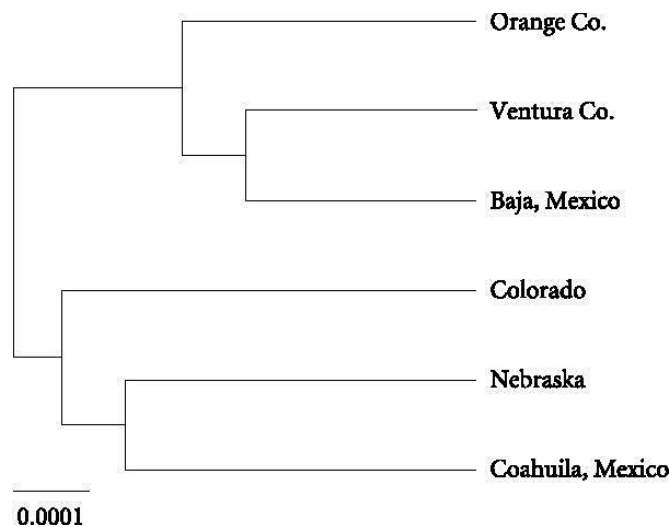 Orange Co.
Ventura Co.
Baja, Mexico
Colorado
Nebraska
Coahuila, Mexico
0.0001